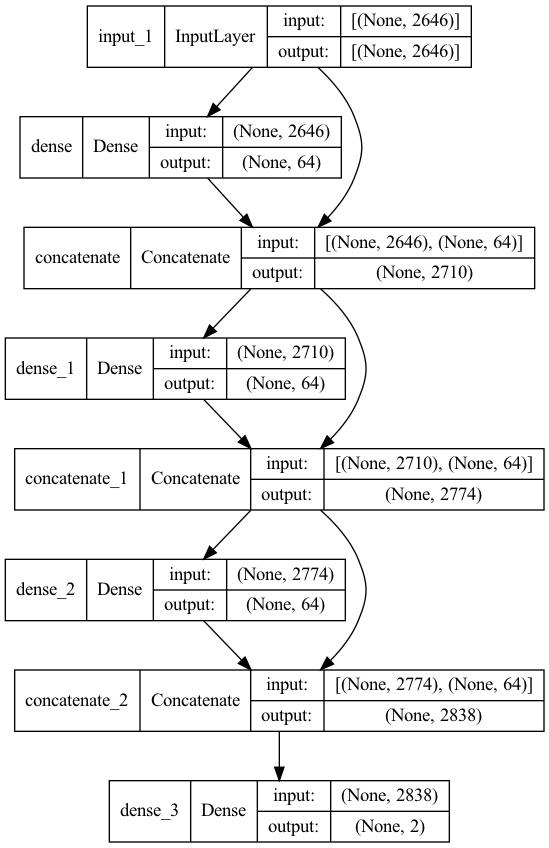 input_1 InputLayer input: [(None, 2646)]
output: [(None, 2646)]
dense Dense input: (None, 2646)
output: (None, 64)
concatenate Concatenate input: [(None, 2646), (None, 64)]
output: (None, 2710)
dense_1 Dense input: (None, 2710)
output: (None, 64)
concatenate_1 Concatenate input: [(None, 2710), (None, 64)]
output: (None, 2774)
dense_2 Dense input: (None, 2774)
output: (None, 64)
concatenate_2 Concatenate input: [(None, 2774), (None, 64)]
output: (None, 2838)
dense_3 Dense input: (None, 2838)
output: (None, 2)